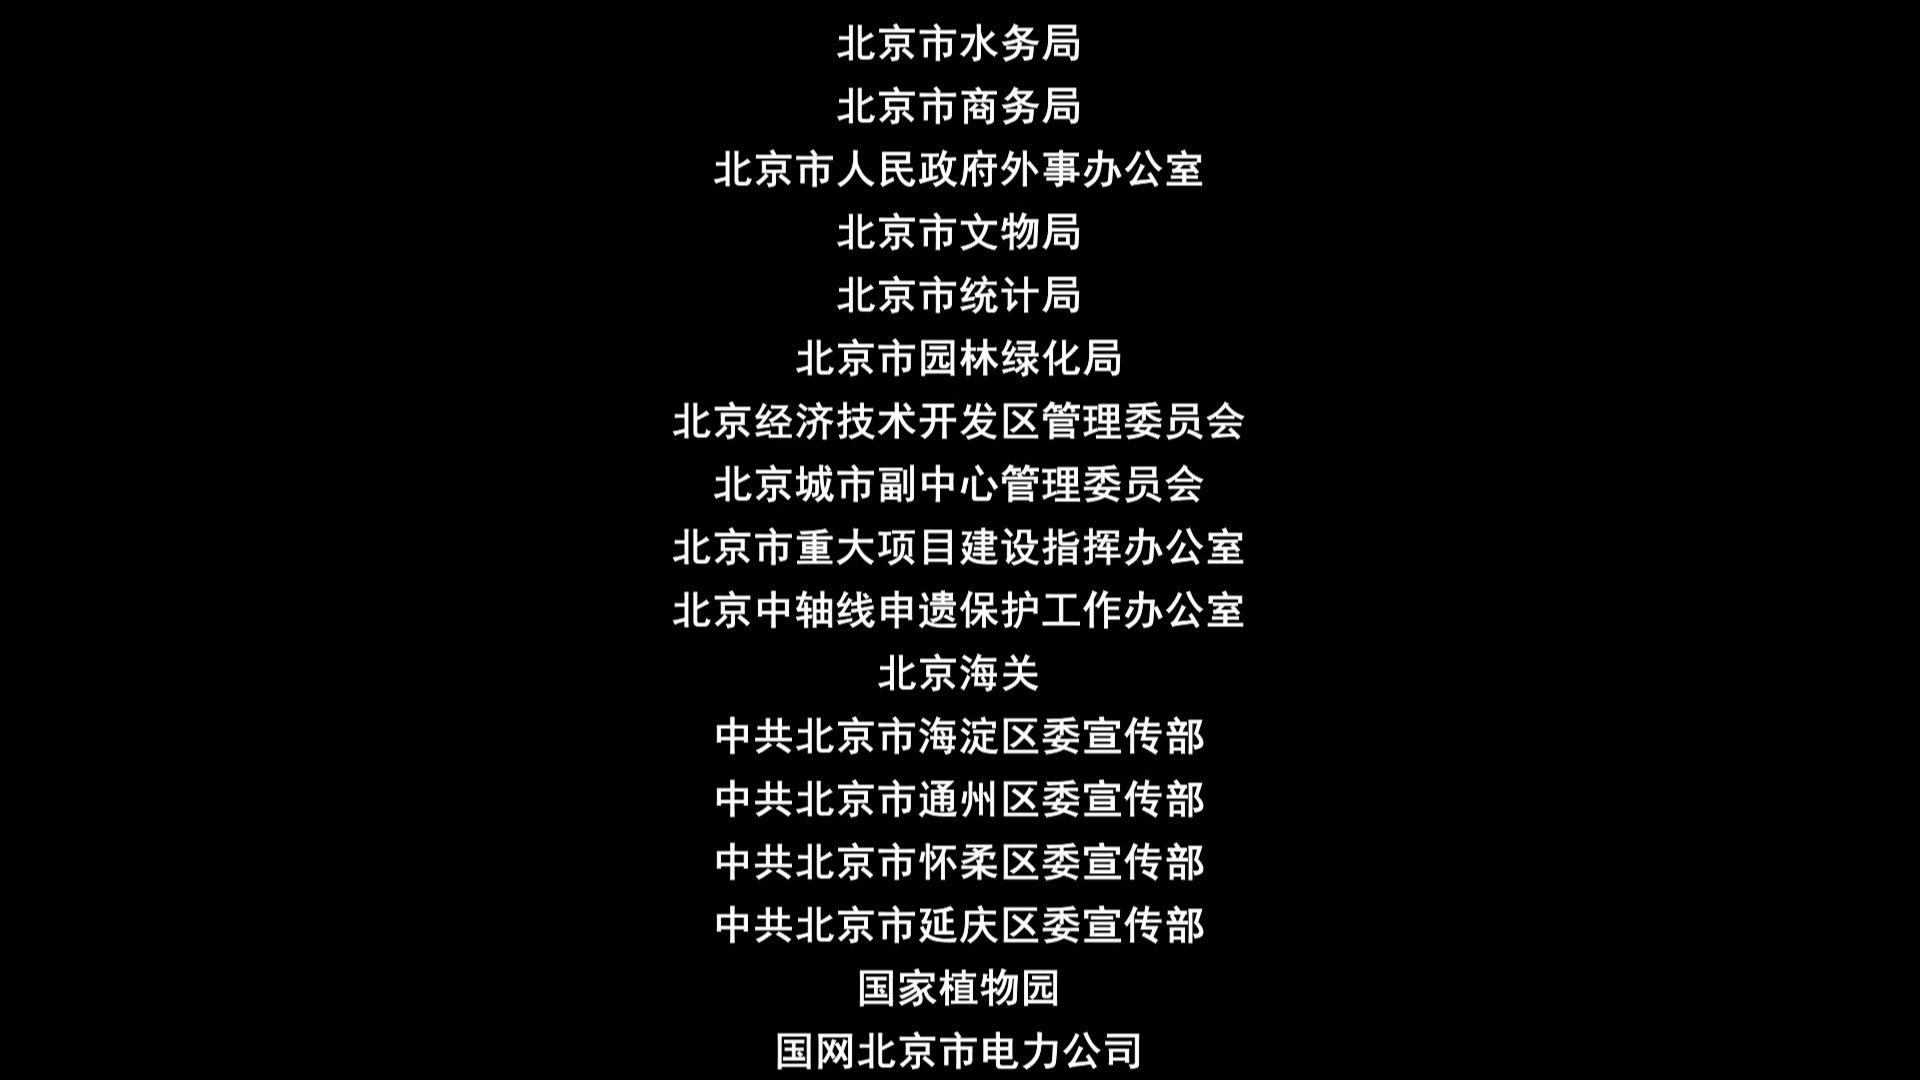 北京市水务局
北京市商务局
北京市人民政府外事办公室
北京市文物局
北京市统计局
北京市园林绿化局
北京经济技术开发区管理委员会
北京城市副中心管理委员会
北京市重大项目建设指挥办公室
北京中轴线申遗保护工作办公室
北京海关
中共北京市海淀区委宣传部
中共北京市通州区委宣传部
中共北京市怀柔区委宣传部
中共北京市延庆区委宣传部
国家植物园
国网北京市电力公司